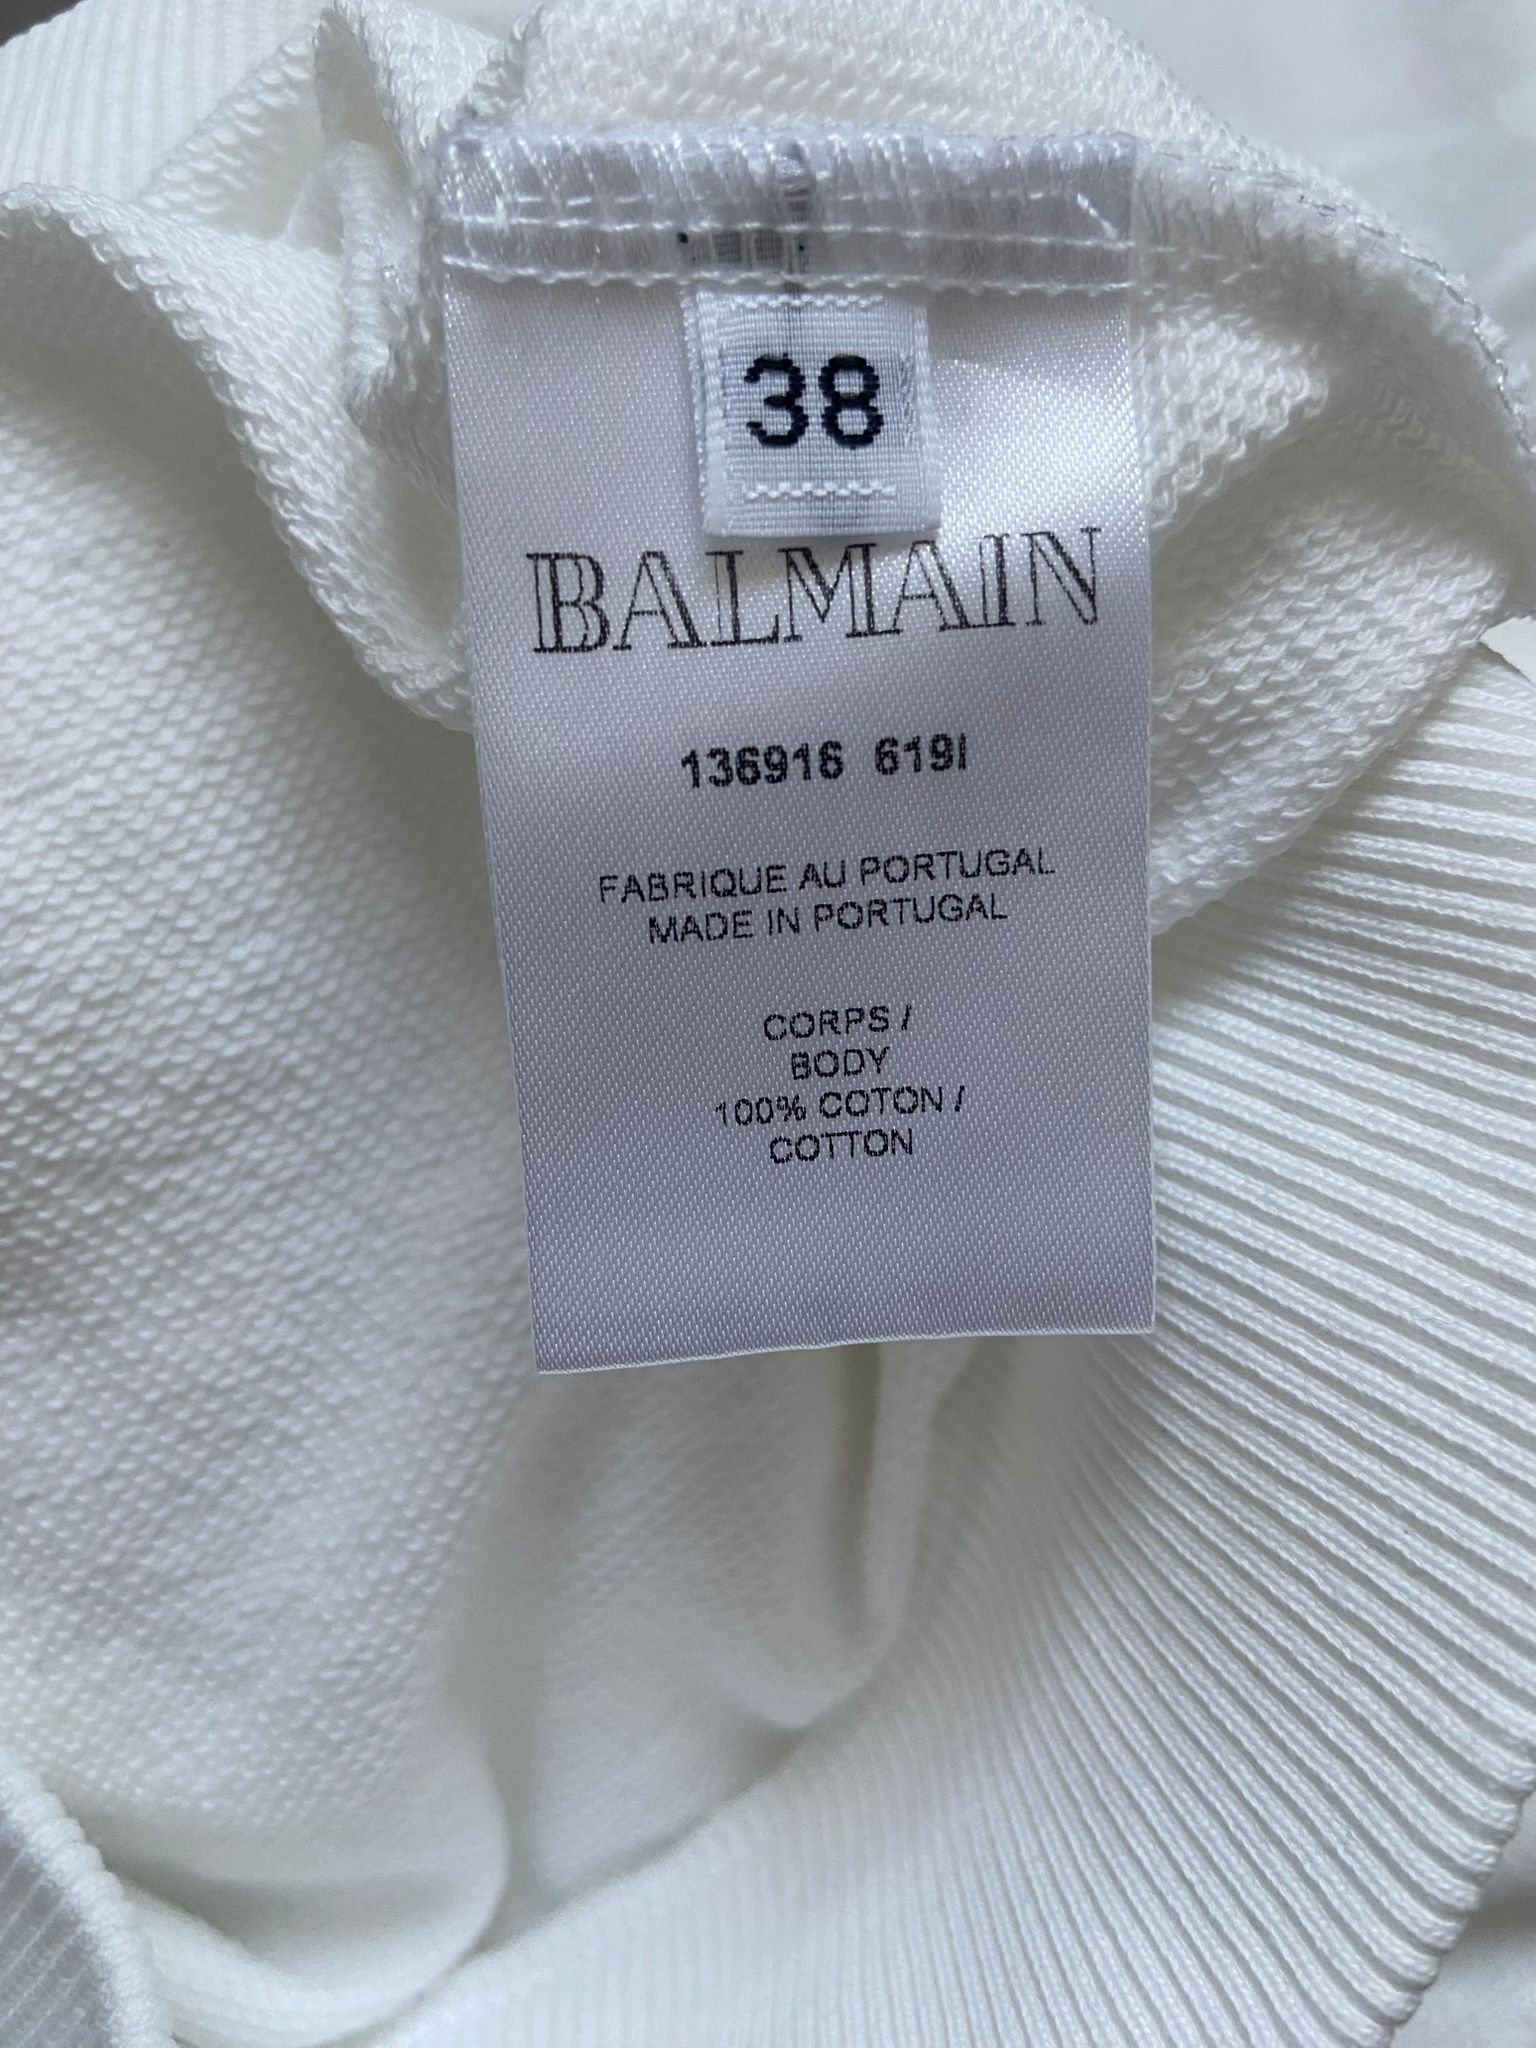 38
BALMAIN
136916 619I
FABRIQUE AU PORTUGAL
MADE IN PORTUGAL
CORPS /
BODY
100% COTON /
COTTON